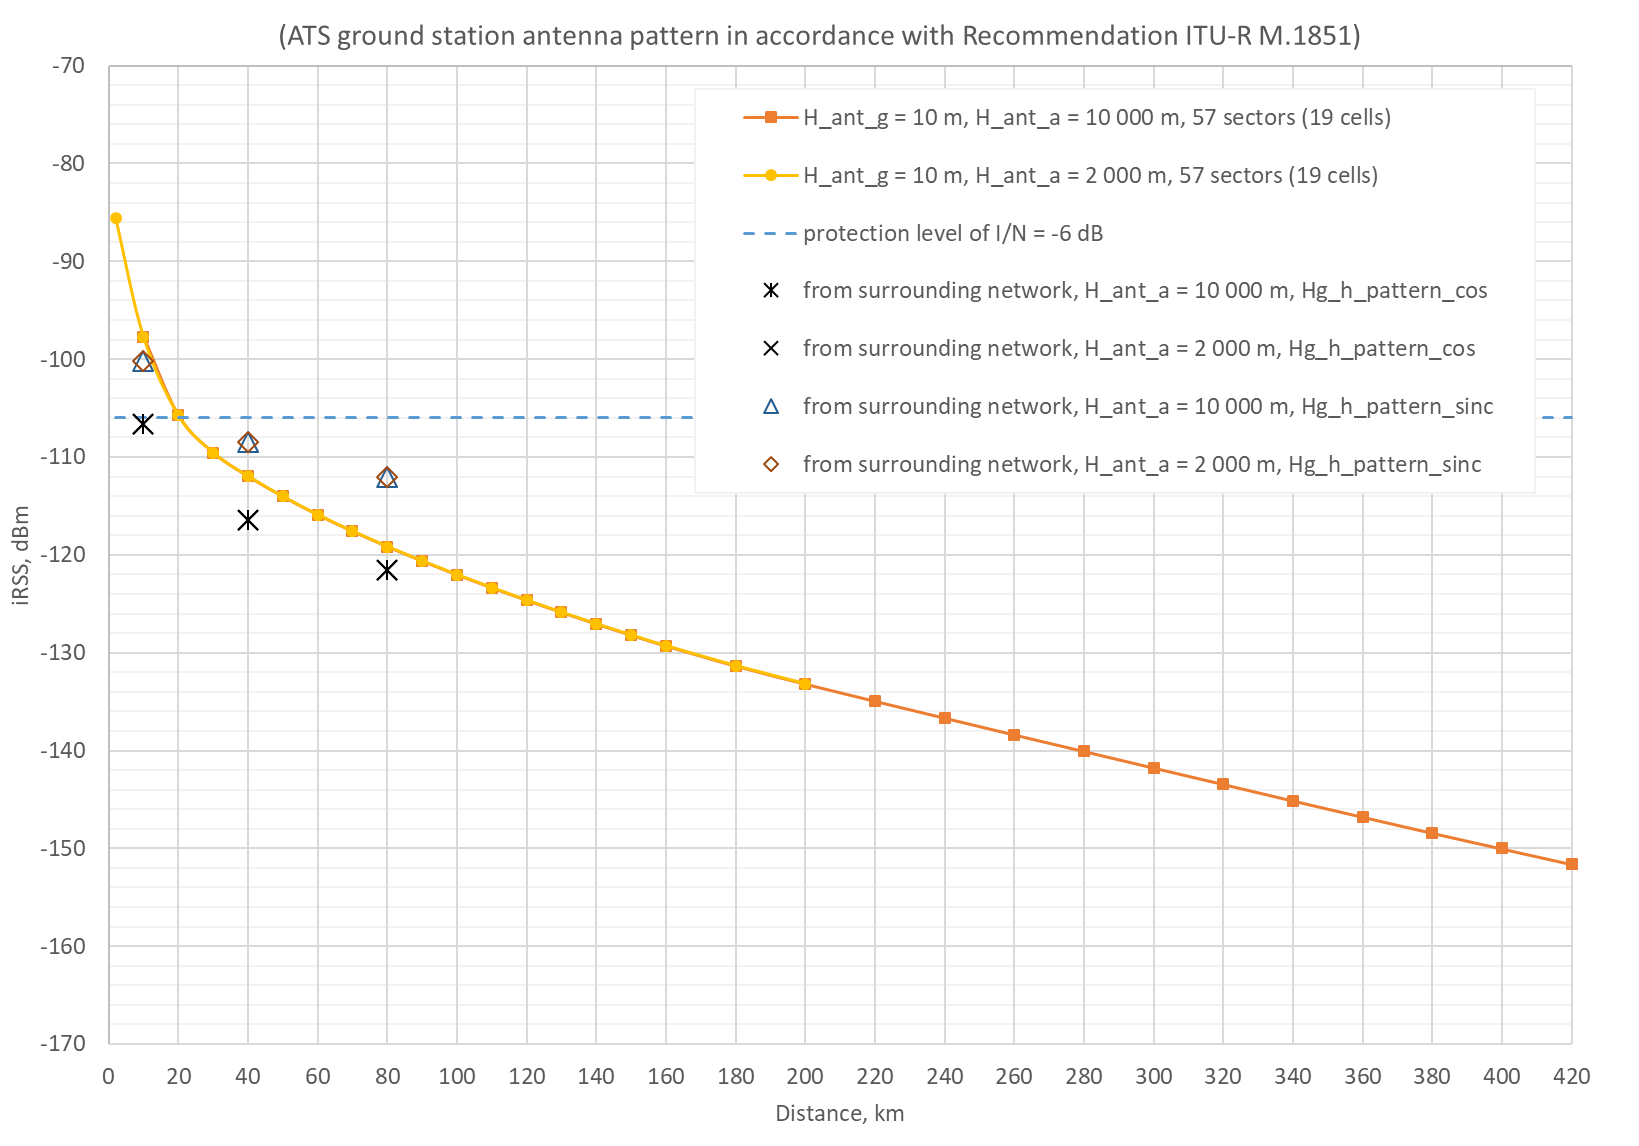 (ATS ground station antenna pattern in accordance with Recommendation ITU-R M.1851)
-70
-80
-90
-100
-110
-120
-130
-140
-150
-160
-170
iRSS, dBm
H_ant_g = 10 m, H_ant_a = 10 000 m, 57 sectors (19 cells)
H_ant_g = 10 m, H_ant_a = 2 000 m, 57 sectors (19 cells)
protection level of I/N = -6 dB
from surrounding network, H_ant_a = 10 000 m, Hg_h_pattern_cos
from surrounding network, H_ant_a = 2 000 m, Hg_h_pattern_cos
from surrounding network, H_ant_a = 10 000 m, Hg_h_pattern_sinc
from surrounding network, H_ant_a = 2 000 m, Hg_h_pattern_sinc
0 20 40 60 80 100 120 140 160 180 200 220 240 260 280 300 320 340 360 380 400 420
Distance, km